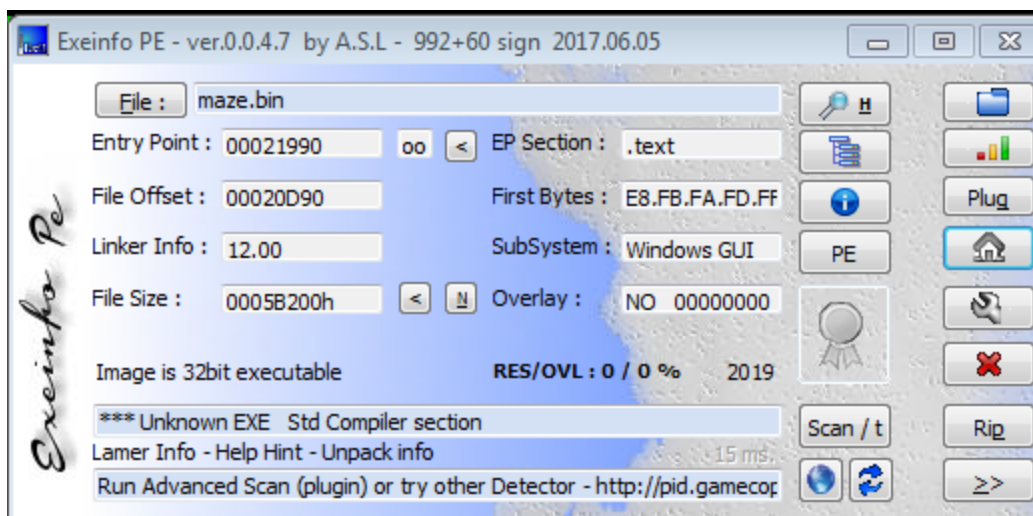 Exeinfo PE - ver.0.0.4.7 by A.S.L - 992+60 sign 2017.06.05
File : maze.bin H
Entry Point : 00021990 oo < EP Section : .text
File Offset : 00020D90 First Bytes : E8.FB.FA.FD.FF Plug
Linker Info : 12.00 SubSystem : Windows GUI PE
File Size : 0005B200h < N Overlay : NO 00000000
Image is 32bit executable RES/OVL : 0 / 0 % 2019
*** Unknown EXE Std Compiler section Scan / t Rip
Lamer Info - Help Hint - Unpack info 15 ms.
Run Advanced Scan (plugin) or try other Detector - http://pid.gamecop >>
Exeinfo Pe